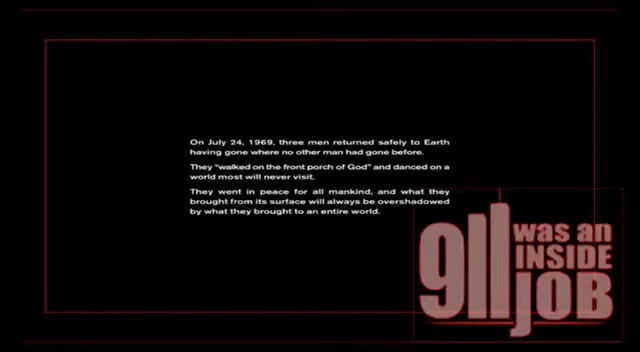 On July 24, 1969, three men returned safely to Earth
having gone where no other man had gone before.
They "walked on the front porch of God" and danced on a
world most will never visit.
They went in peace for all mankind, and what they
brought from its surface will always be overshadowed
by what they brought to an entire world.
911 was an
INSIDE
JOB